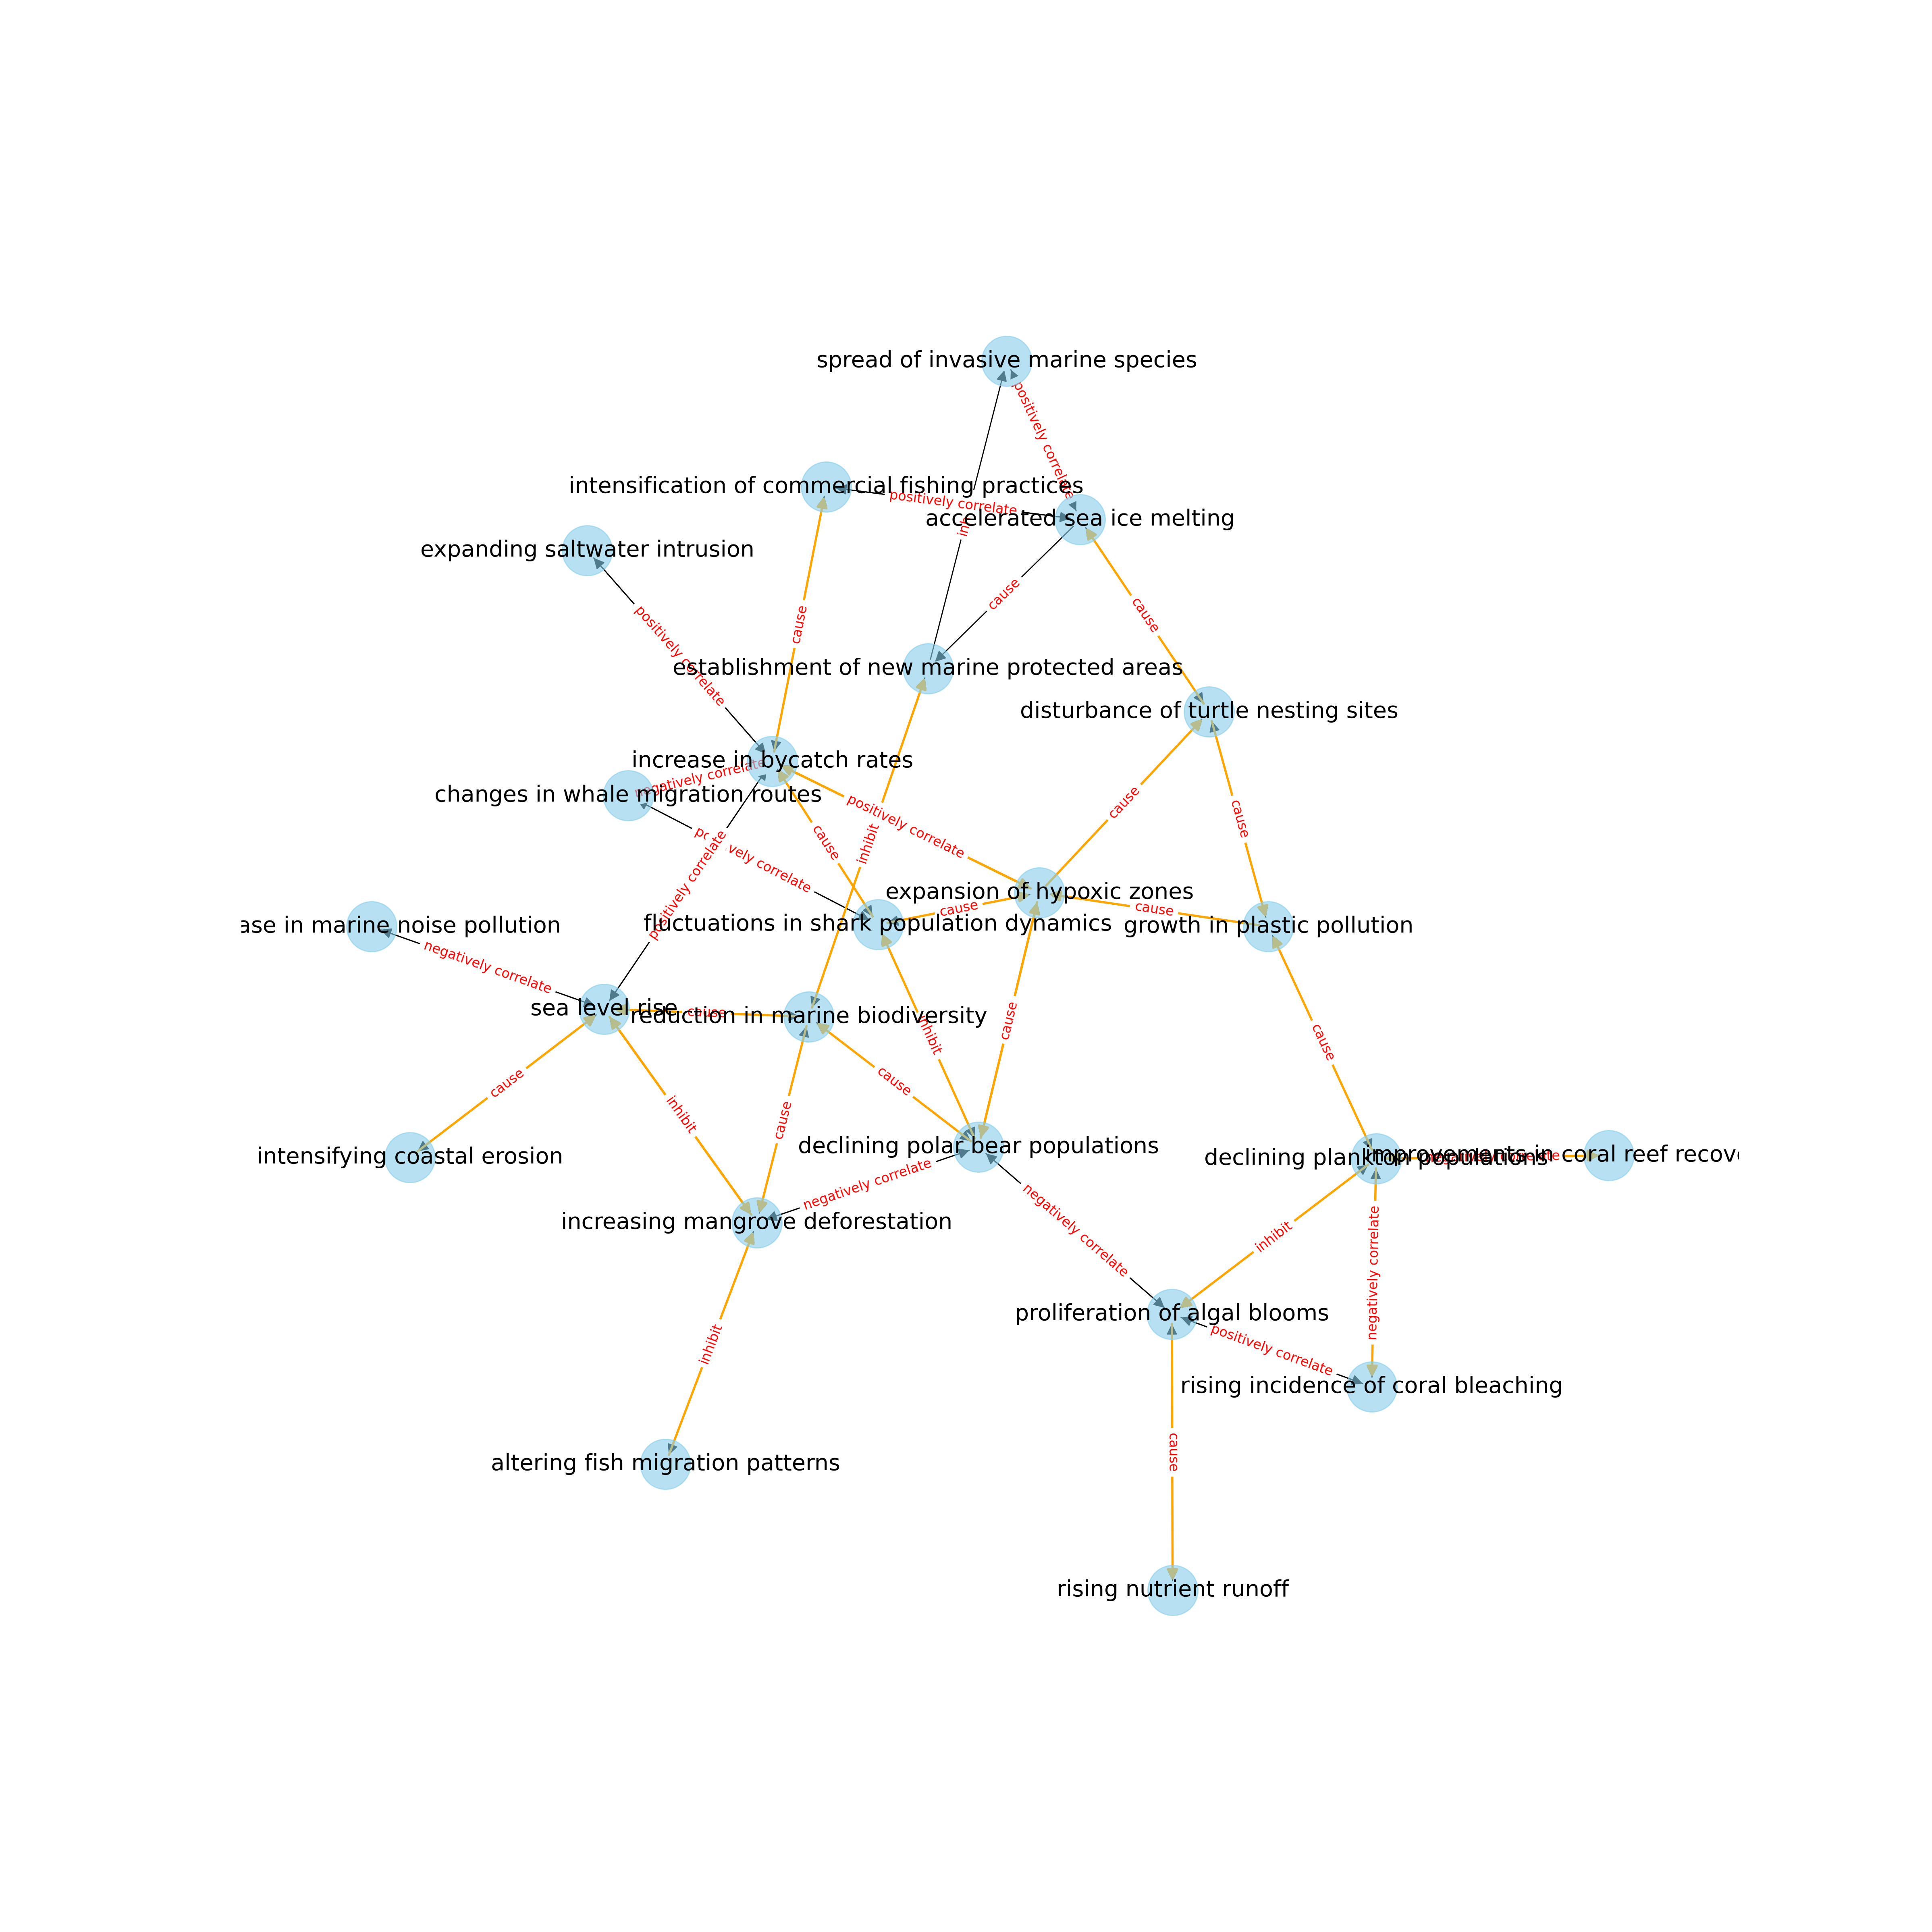 spread of invasive marine species
positively correlate
intensification of commercial fishing practices
positively correlate
accelerated sea ice melting
expanding saltwater intrusion
cause
cause
cause
positively correlate
establishment of new marine protected areas
disturbance of turtle nesting sites
increase in bycatch rates
negatively correlate
changes in whale migration routes
cause
cause
positively correlate
cause
inhibit
vely correlate
positively correlate
expansion of hypoxic zones
cause
cause
fluctuations in shark population dynamics
growth in plastic pollution
ase in marine noise pollution
negatively correlate
sea level rise
cause
reduction in marine biodiversity
inhibit
cause
cause
cause
cause
inhibit
cause
declining polar bear populations
intensifying coastal erosion
declining plankton populations
improvements in coral reef recov
negatively correlate
negatively correlate
increasing mangrove deforestation
inhibit
negatively correlate
proliferation of algal blooms
inhibit
positively correlate
rising incidence of coral bleaching
cause
altering fish migration patterns
rising nutrient runoff